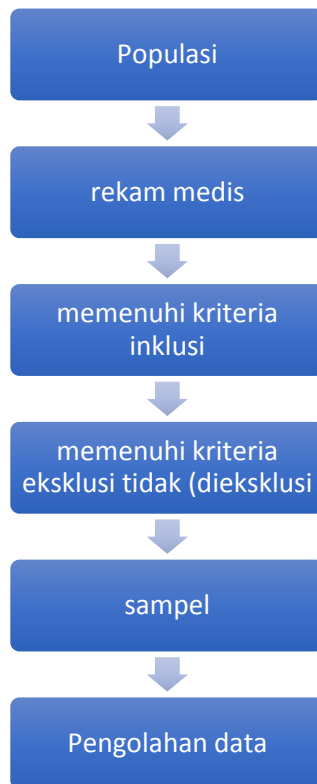 Populasi
rekam medis
memenuhi kriteria
inklusi
memenuhi kriteria
eksklusi tidak (dieksklusi
sampel
Pengolahan data